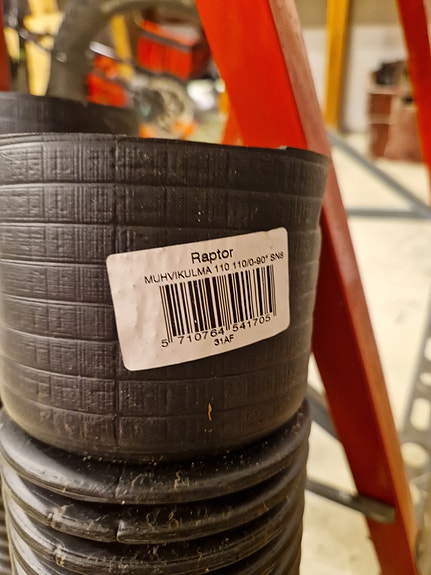 Raptor
MUHVIKULMA 110 110/0-90° SN8
5 710764 541705
31AF